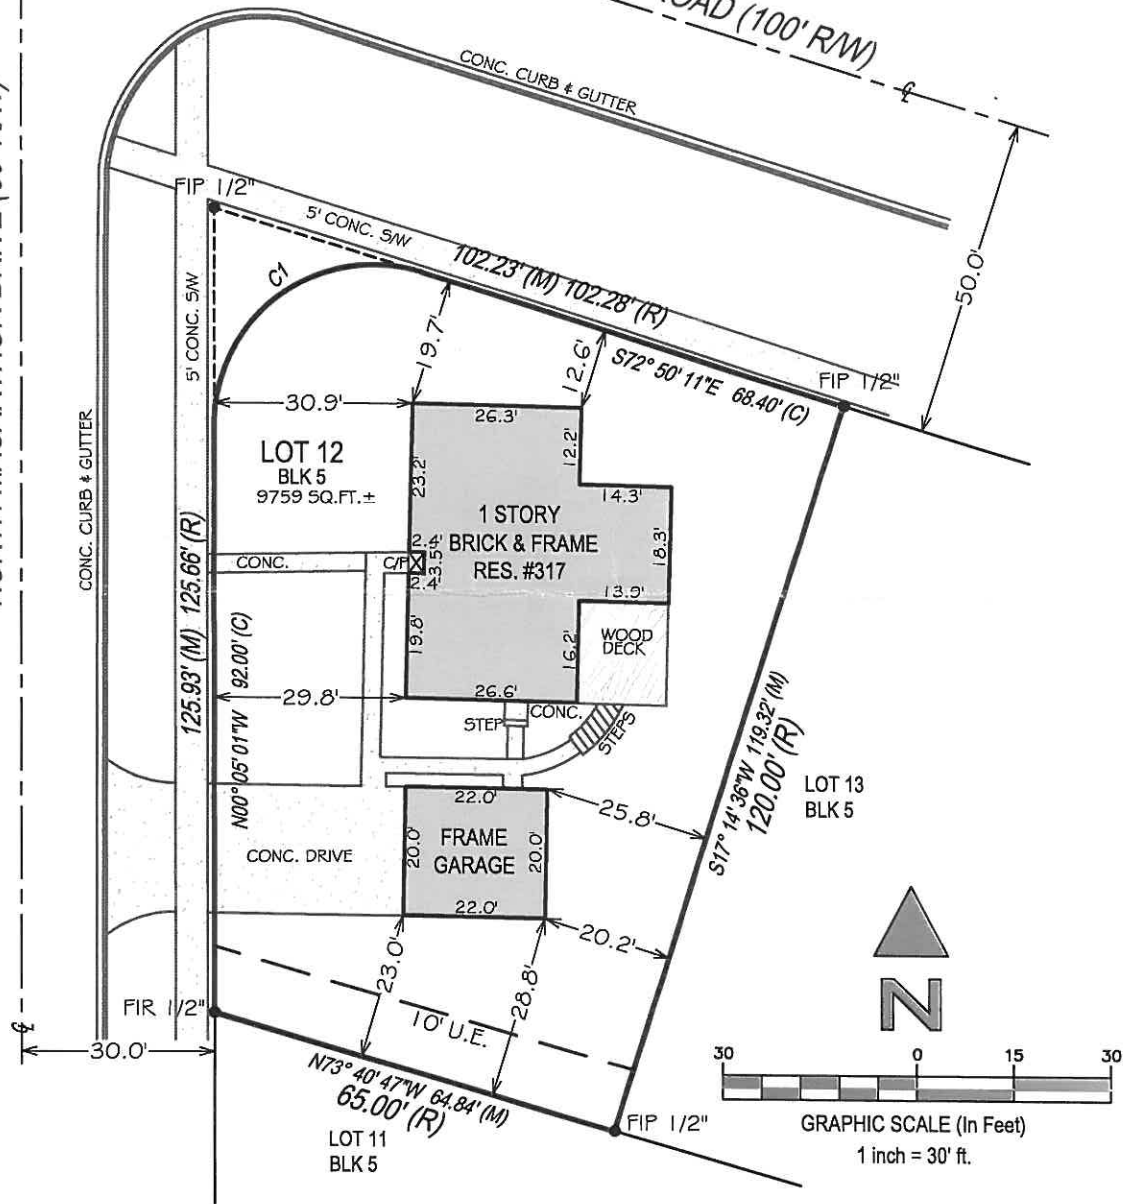 ROAD (100' R/W)
CONC. CURB & GUTTER
FIP 1/2"
5' CONC. S/W
102.23' (M) 102.28' (R)
50.0'
C1
5' CONC. S/W
19.7'
12.6'
S72° 50' 11"E 68.40' (C)
FIP 1/2"
30.9'
26.3'
LOT 12
BLK 5
9759 SQ.FT.±
12.2'
23.2'
14.3'
CONC. CURB & GUTTER
1 STORY
BRICK & FRAME
RES. #317
18.3'
2.4'
3.5'
2.4'
CONC.
C/P
13.9'
125.93' (M) 125.66' (R)
N00° 05' 01"W 92.00' (C)
19.8'
16.2'
WOOD
DECK
29.8'
26.6'
STEP
CONC.
STEPS
S17° 14' 36"W 119.32' (M)
120.00' (R)
LOT 13
BLK 5
22.0'
25.8'
20.0'
FRAME
GARAGE
20.0'
CONC. DRIVE
22.0'
20.2'
23.0'
28.8'
FIR 1/2"
10' U.E.
30.0'
N73° 40' 47"W 64.84' (M)
65.00' (R)
FIP 1/2"
LOT 11
BLK 5
N
30 0 15 30
GRAPHIC SCALE (In Feet)
1 inch = 30' ft.